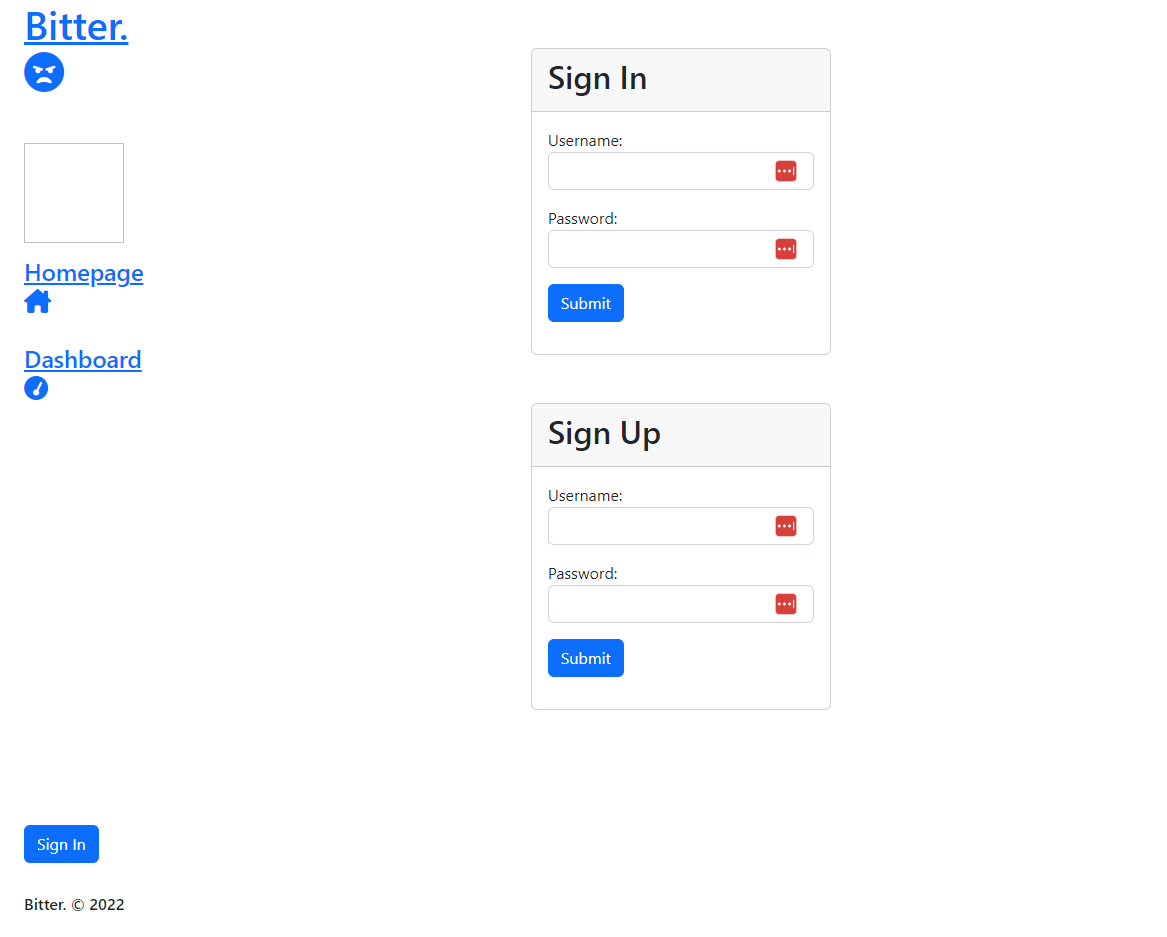 Bitter.
Homepage
Dashboard
Sign In
Username:
Password:
Submit
Sign Up
Username:
Password:
Submit
Sign In
Bitter. © 2022